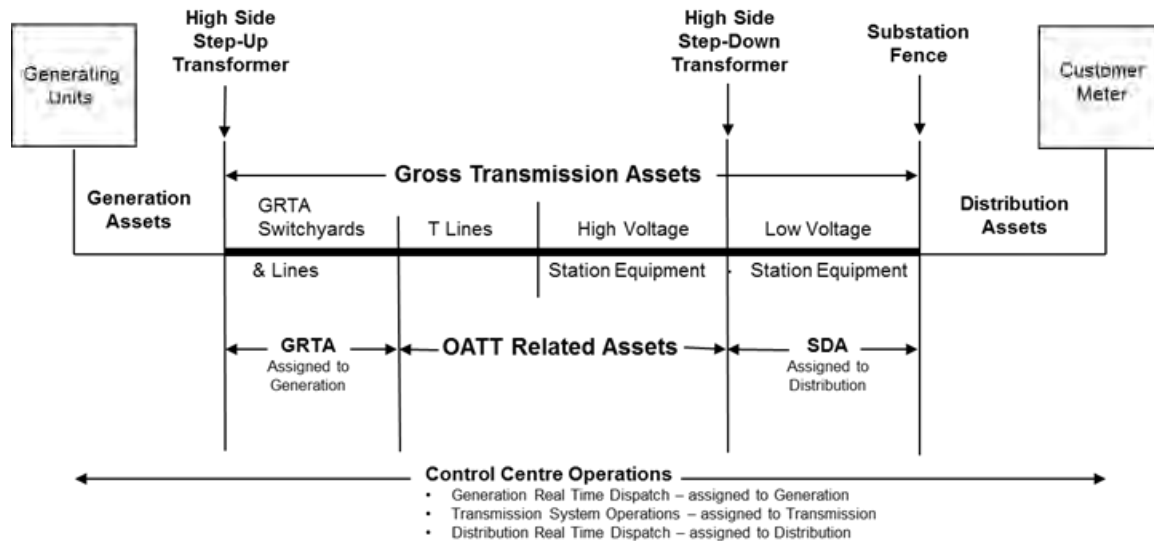 High Side
Step-Up
Transformer
High Side
Step-Down
Transformer
Substation
Fence
Generating
Units
Customer
Meter
Gross Transmission Assets
Generation
Assets
GRTA
Switchyards
T Lines
High Voltage
Low Voltage
Distribution
Assets
& Lines
Station Equipment
Station Equipment
GRTA
Assigned to
Generation
OATT Related Assets
SDA
Assigned to
Distribution
Control Centre Operations
• Generation Real Time Dispatch – assigned to Generation
• Transmission System Operations – assigned to Transmission
• Distribution Real Time Dispatch – assigned to Distribution